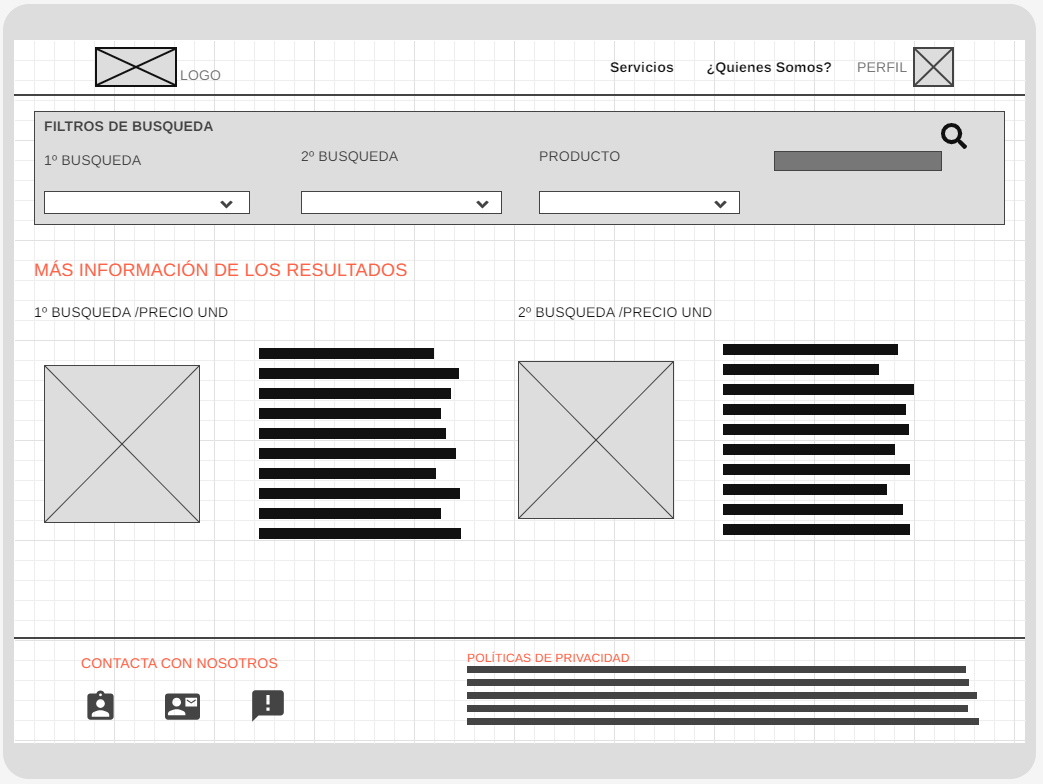 LOGO
Servicios
¿Quienes Somos?
PERFIL
FILTROS DE BUSQUEDA
1º BUSQUEDA
2º BUSQUEDA
PRODUCTO
MÁS INFORMACIÓN DE LOS RESULTADOS
1º BUSQUEDA /PRECIO UND
2º BUSQUEDA /PRECIO UND
CONTACTA CON NOSOTROS
POLÍTICAS DE PRIVACIDAD